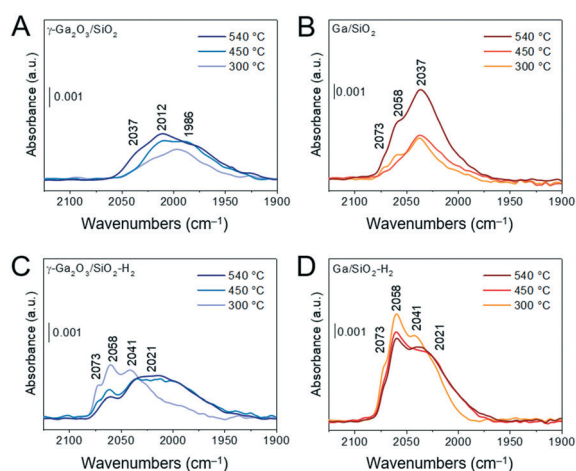 A
γ-Ga₂O₃/SiO₂
540 °C
450 °C
300 °C
0.001
2037
2012
1986
Absorbance (a.u.)
2100 2050 2000 1950 1900
Wavenumbers (cm⁻¹)
B
Ga/SiO₂
540 °C
450 °C
300 °C
0.001
2073
2058
2037
Absorbance (a.u.)
2100 2050 2000 1950 1900
Wavenumbers (cm⁻¹)
C
γ-Ga₂O₃/SiO₂-H₂
540 °C
450 °C
300 °C
0.001
2073
2058
2041
2021
Absorbance (a.u.)
2100 2050 2000 1950 1900
Wavenumbers (cm⁻¹)
D
Ga/SiO₂-H₂
540 °C
450 °C
300 °C
0.001
2073
2058
2041
2021
Absorbance (a.u.)
2100 2050 2000 1950 1900
Wavenumbers (cm⁻¹)